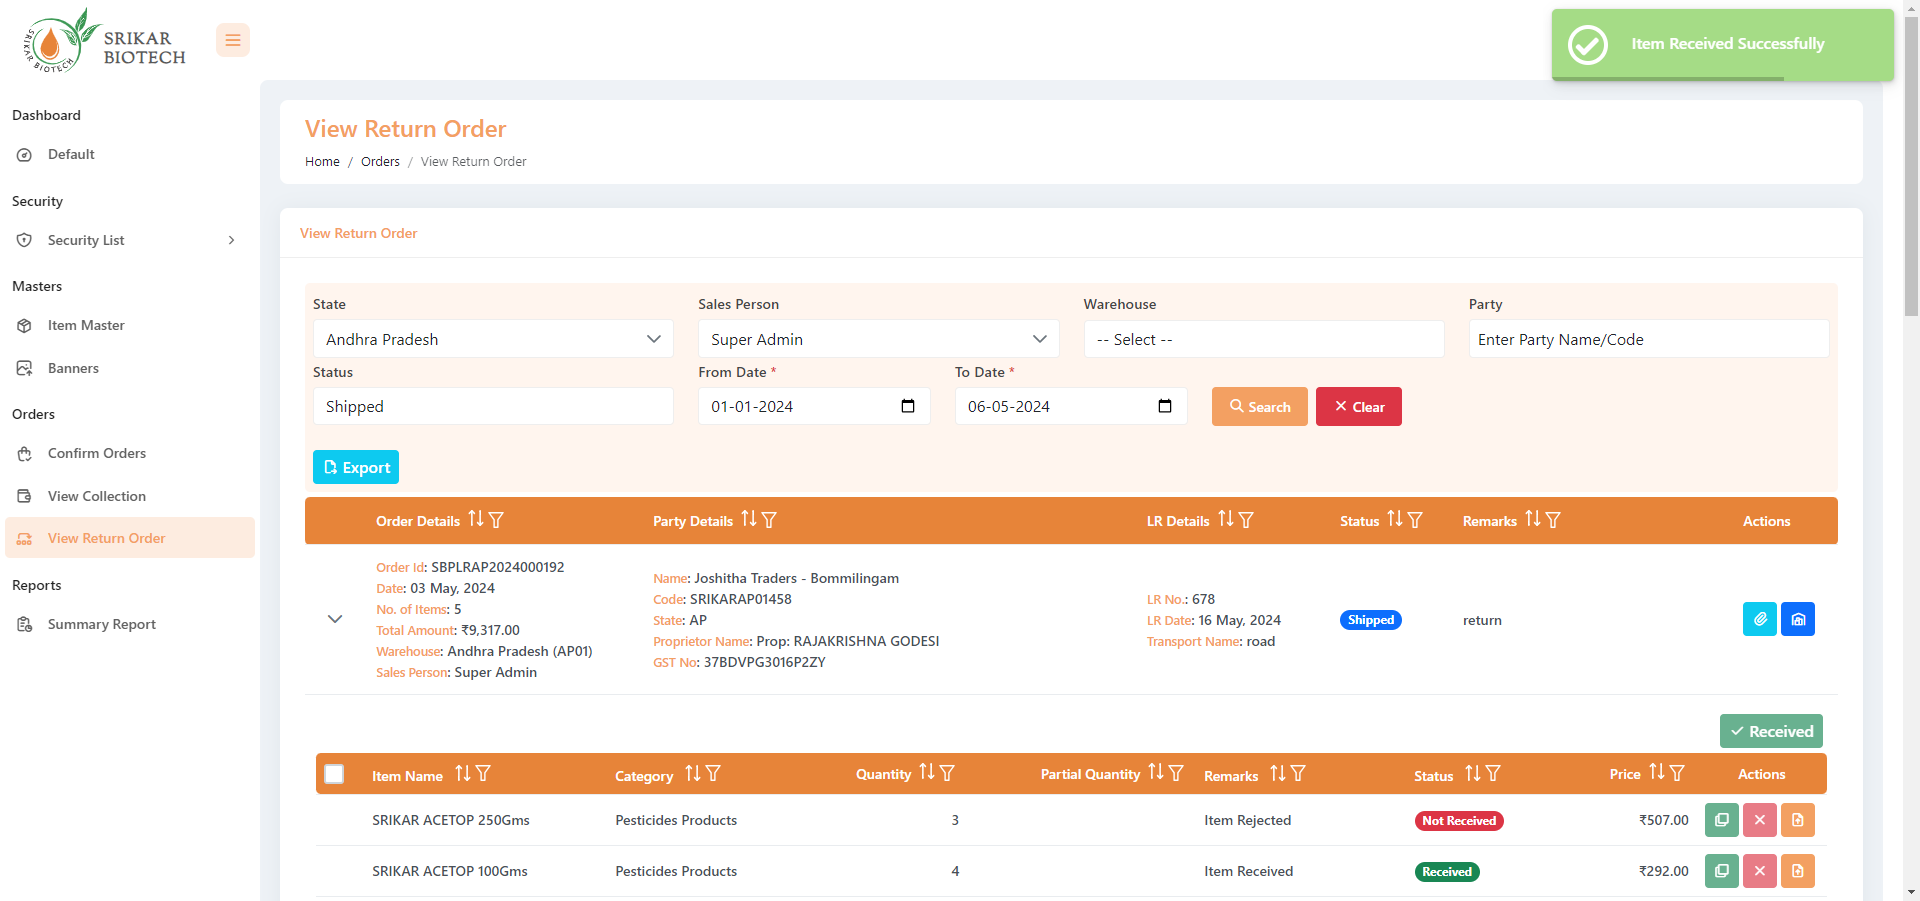 SRIKAR BIOTECH
SRIKAR
BIOTECH
Item Received Successfully
Dashboard
Default
Security
Security List
Masters
Item Master
Banners
Orders
Confirm Orders
View Collection
View Return Order
Reports
Summary Report
View Return Order
Home / Orders / View Return Order
View Return Order
State Sales Person Warehouse Party
Andhra Pradesh Super Admin -- Select -- Enter Party Name/Code
Status From Date * To Date *
Shipped 01-01-2024 06-05-2024 Search Clear
Export
Order Details Party Details LR Details Status Remarks Actions
Order Id: SBPLRAP2024000192
Date: 03 May, 2024
No. of Items: 5
Total Amount: ₹9,317.00
Warehouse: Andhra Pradesh (AP01)
Sales Person: Super Admin
Name: Joshitha Traders - Bommilingam
Code: SRIKARAP01458
State: AP
Proprietor Name: Prop: RAJAKRISHNA GODESI
GST No: 37BDVPG3016P2ZY
LR No.: 678
LR Date: 16 May, 2024
Transport Name: road
Shipped
return
Received
Item Name Category Quantity Partial Quantity Remarks Status Price Actions
SRIKAR ACETOP 250Gms Pesticides Products 3 Item Rejected Not Received ₹507.00
SRIKAR ACETOP 100Gms Pesticides Products 4 Item Received Received ₹292.00